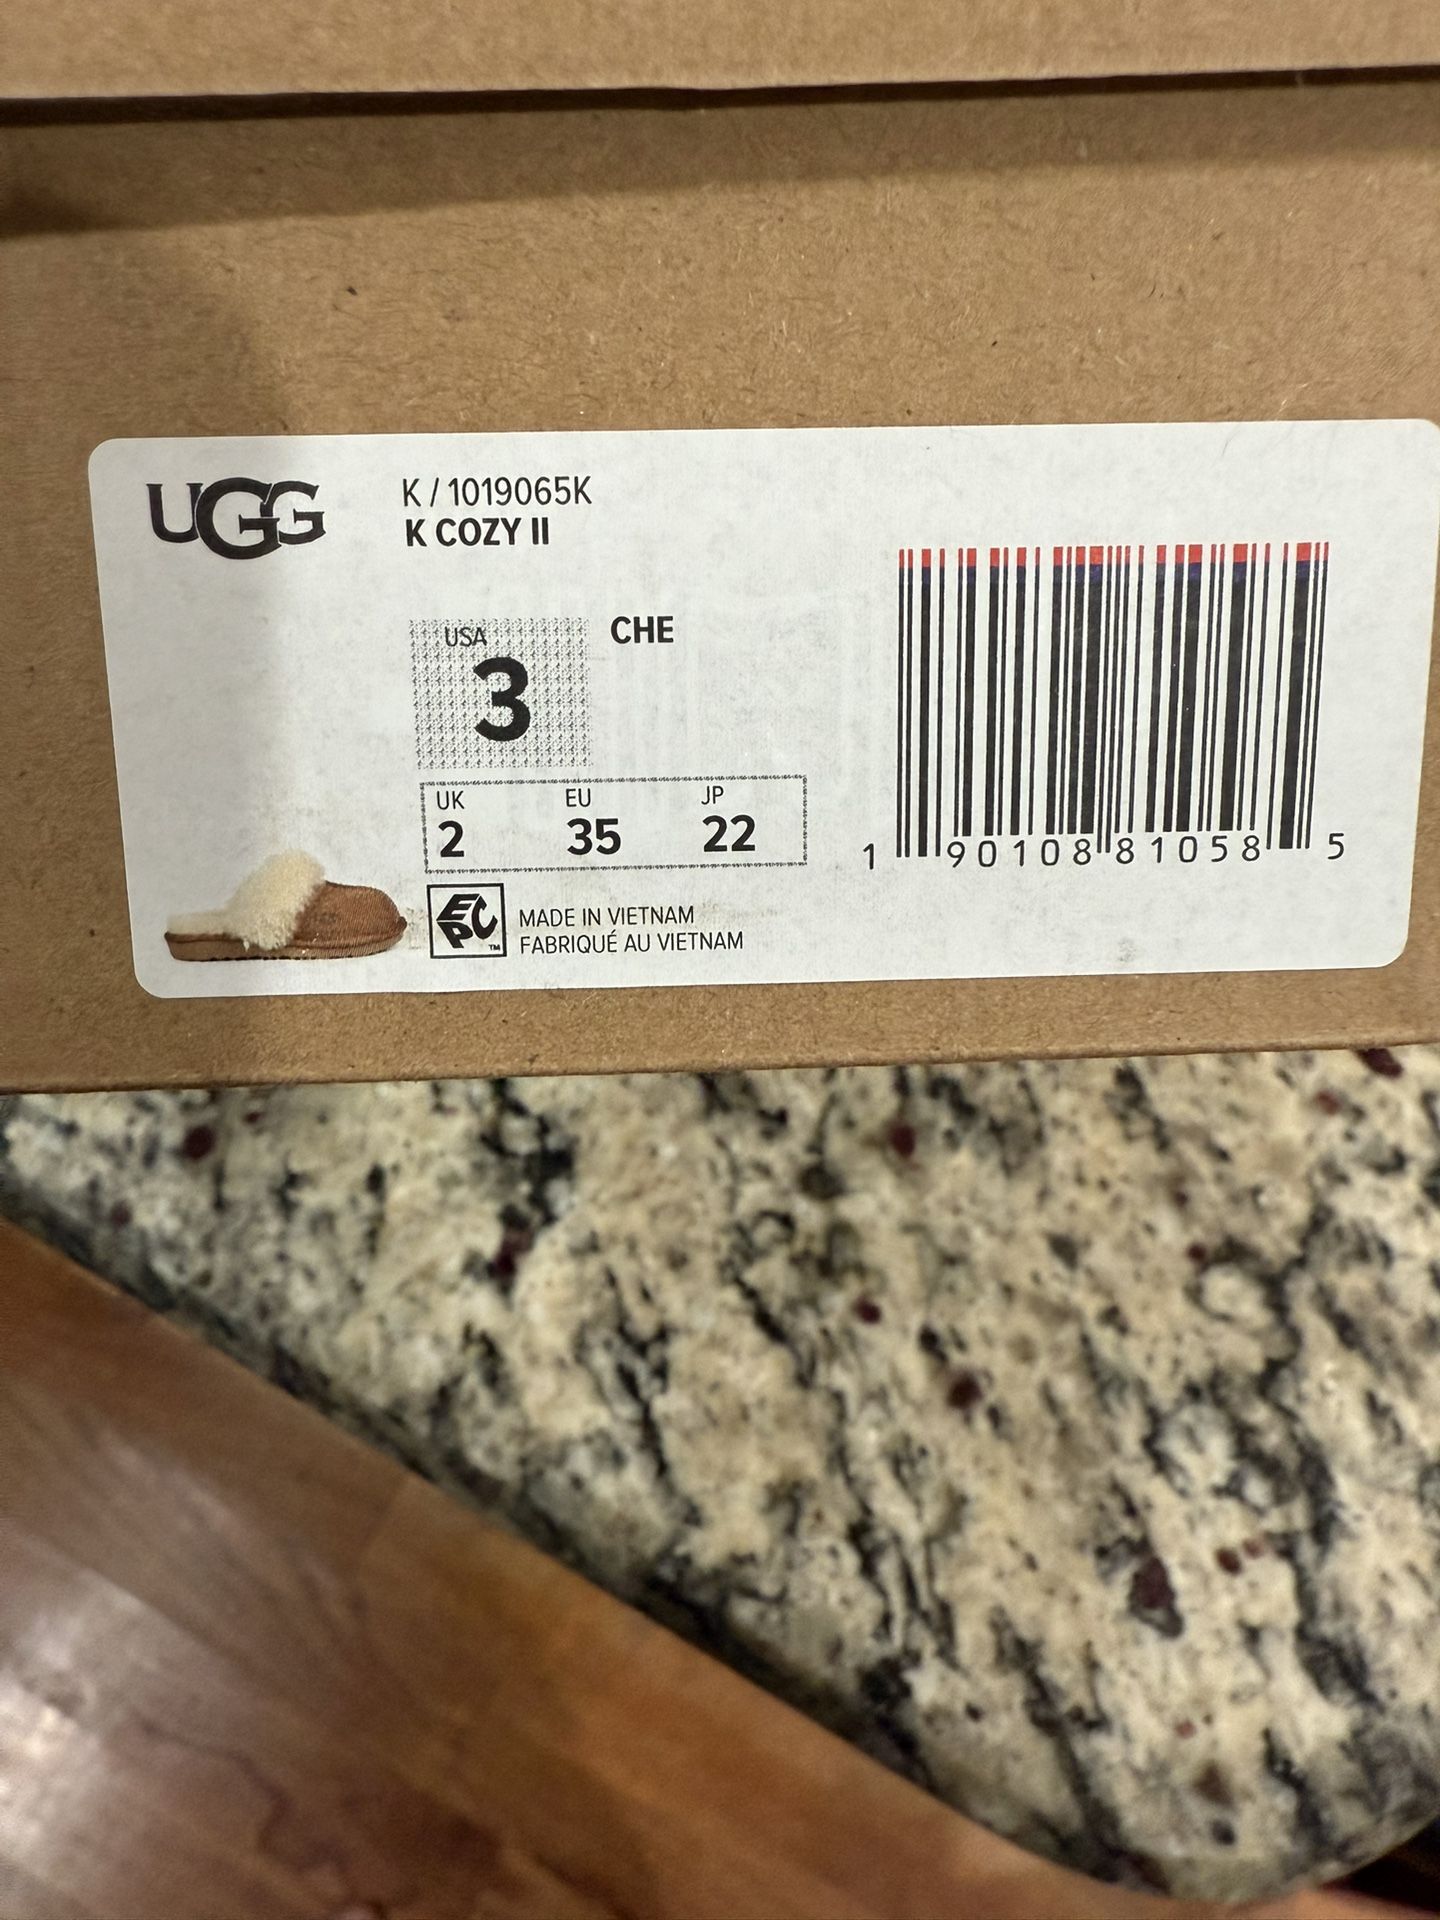 UGG
K / 1019065K
K COZY II
USA
3
CHE
UK EU JP
2 35 22
1 90108 81058 5
EPC™
MADE IN VIETNAM
FABRIQUÉ AU VIETNAM